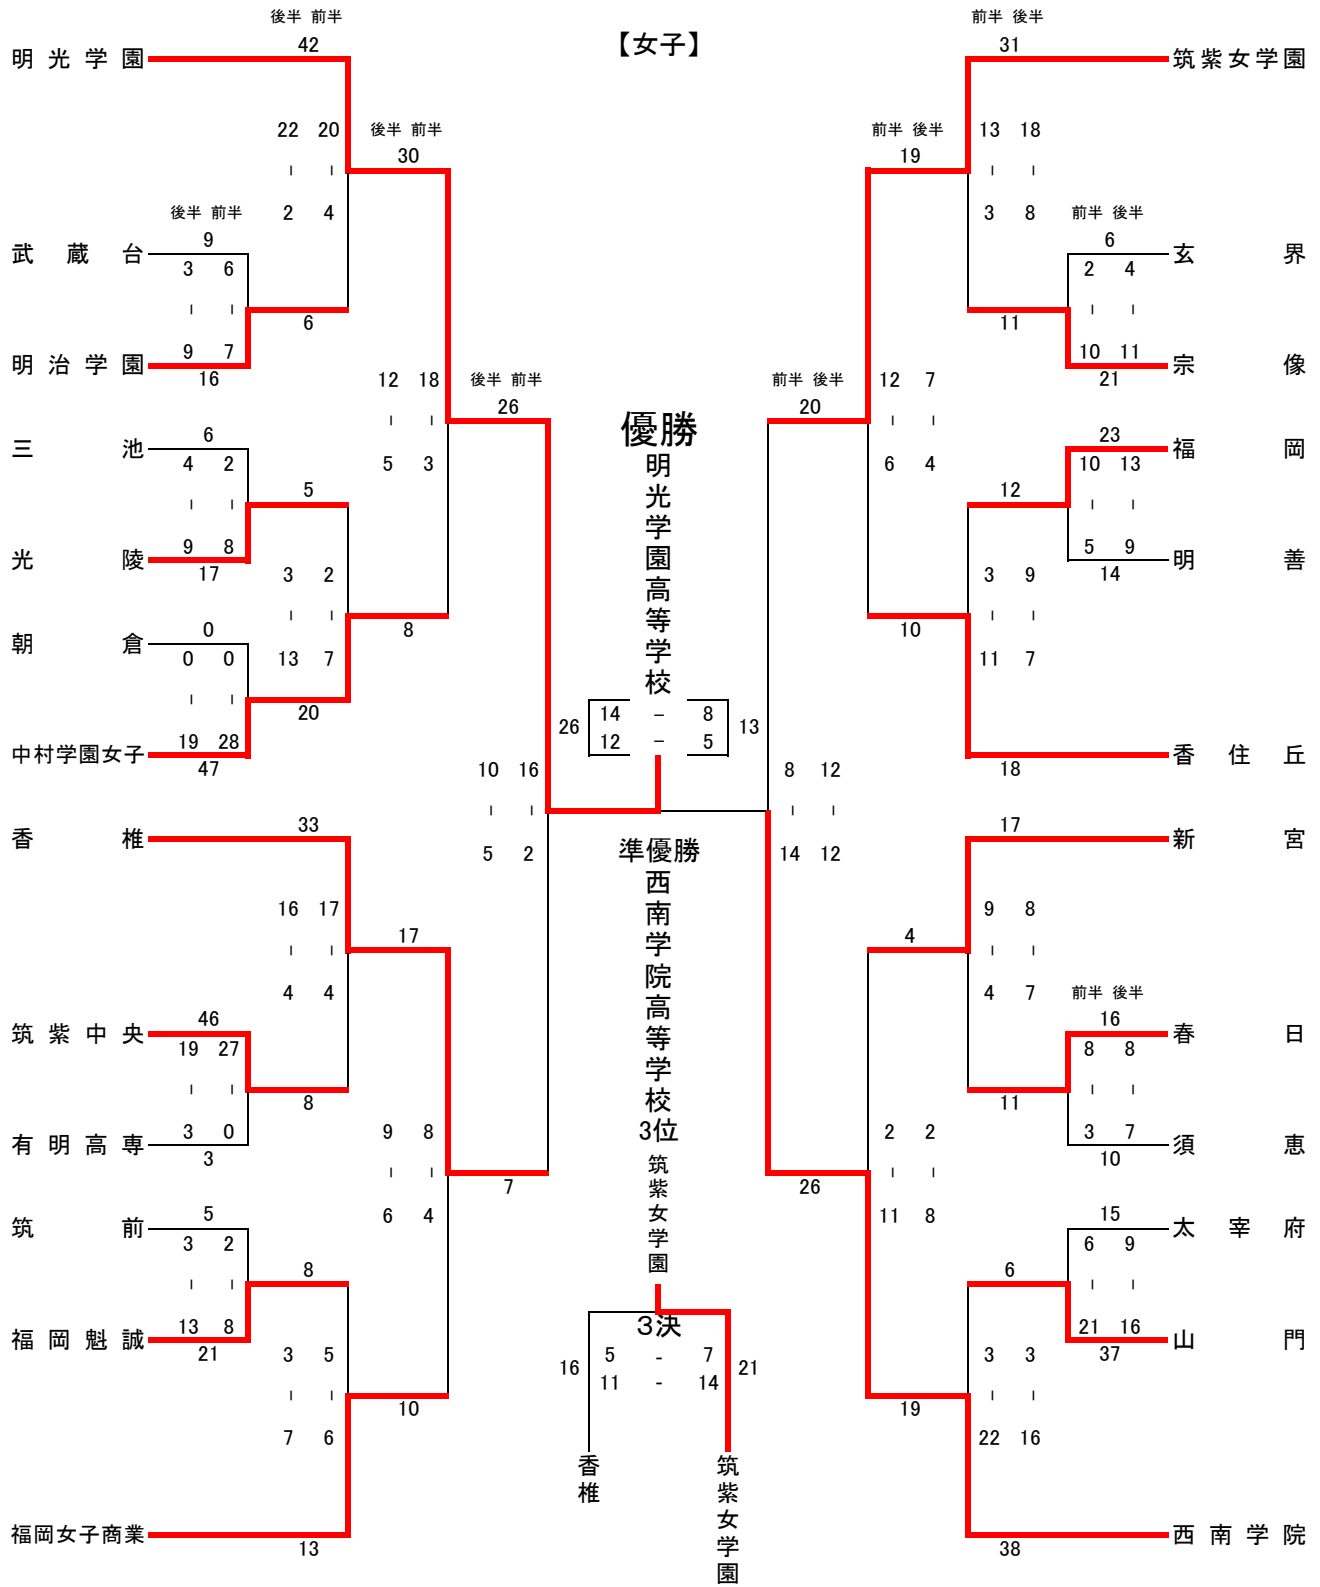 【女子】
後半 前半
42
明光学園
22 20
- -
2 4
後半 前半
30
後半 前半
9
武蔵台
3 6
- -
9 7
明治学園
16
6
6
三池
4 2
- -
9 8
光陵
17
5
12 18
- -
5 3
後半 前半
26
0
朝倉
0 0
- -
19 28
中村学園女子
47
3 2
- -
13 7
20
8
33
香椎
16 17
- -
4 4
17
46
筑紫中央
19 27
- -
3 0
有明高専
3
8
10 16
- -
5 2
5
筑前
3 2
- -
13 8
福岡魁誠
21
8
9 8
- -
6 4
7
3 5
- -
7 6
10
福岡女子商業
13
優勝
明光学園高等学校
26
14 - 8
12 - 5
13
準優勝
西南学院高等学校
3位
筑紫女学園
3決
16
5 - 7
11 - 14
21
香椎
筑紫女学園
前半 後半
31
筑紫女学園
13 18
- -
3 8
前半 後半
19
前半 後半
6
玄界
2 4
- -
10 11
宗像
21
11
23
福岡
10 13
- -
5 9
明善
14
12
12 7
- -
6 4
前半 後半
20
3 9
- -
11 7
10
香住丘
18
8 12
- -
14 12
17
新宮
9 8
- -
4 7
4
前半 後半
16
春日
8 8
- -
3 7
須恵
10
11
2 2
- -
11 8
26
15
太宰府
6 9
- -
21 16
山門
37
6
3 3
- -
22 16
19
西南学院
38